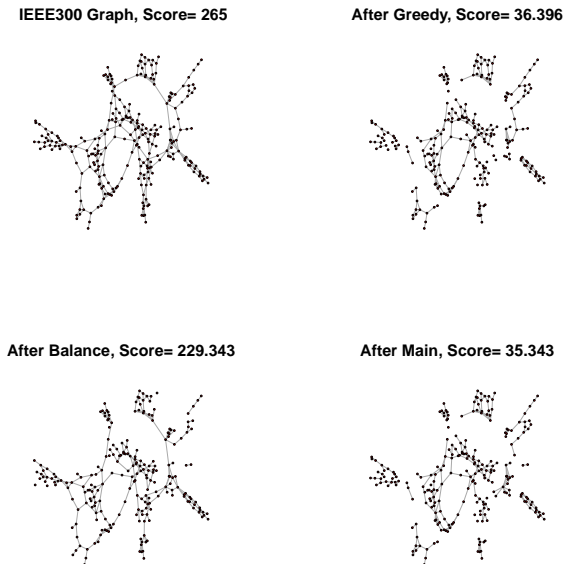 IEEE300 Graph, Score= 265
After Greedy, Score= 36.396
After Balance, Score= 229.343
After Main, Score= 35.343